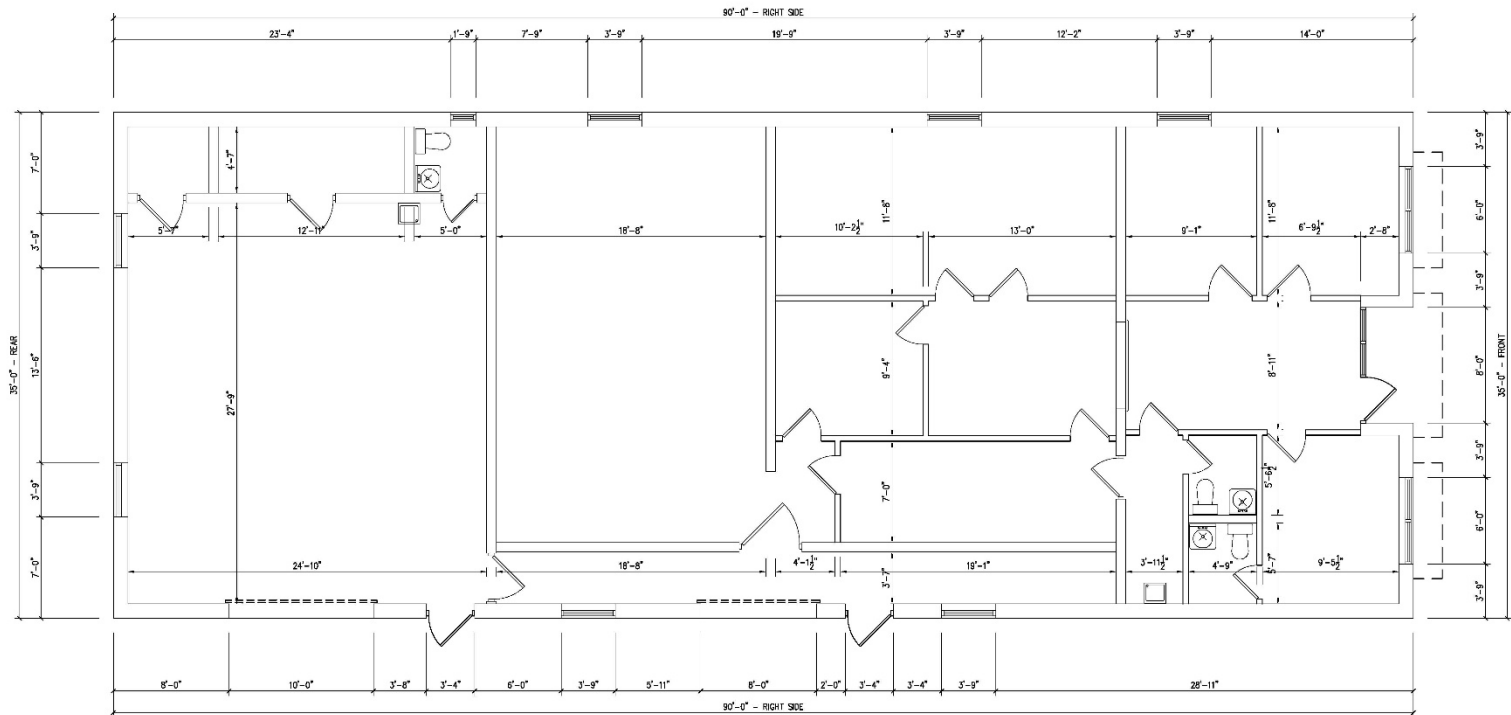 90'-0" - RIGHT SIDE
23'-4" 1'-9" 7'-9" 3'-9" 19'-9" 3'-9" 12'-2" 3'-9" 14'-0"
35'-0" - REAR
7'-0"
3'-9"
13'-6"
3'-9"
7'-0"
4'-7"
5'-7" 12'-11" 5'-0" 18'-8" 10'-2½" 13'-0" 9'-1" 6'-9½" 2'-8"
11'-8"
11'-8"
27'-9"
9'-4"
8'-11"
7'-0"
5'-6½"
3'-7"
5'-7"
24'-10" 18'-8" 4'-1½" 19'-1" 3'-11½" 4'-9" 9'-5½"
3'-9"
6'-0"
3'-9"
8'-0"
3'-9"
6'-0"
3'-9"
35'-0" - FRONT
8'-0" 10'-0" 3'-8" 3'-4" 6'-0" 3'-9" 5'-11" 8'-0" 2'-0" 3'-4" 3'-4" 3'-9" 28'-11"
90'-0" - RIGHT SIDE